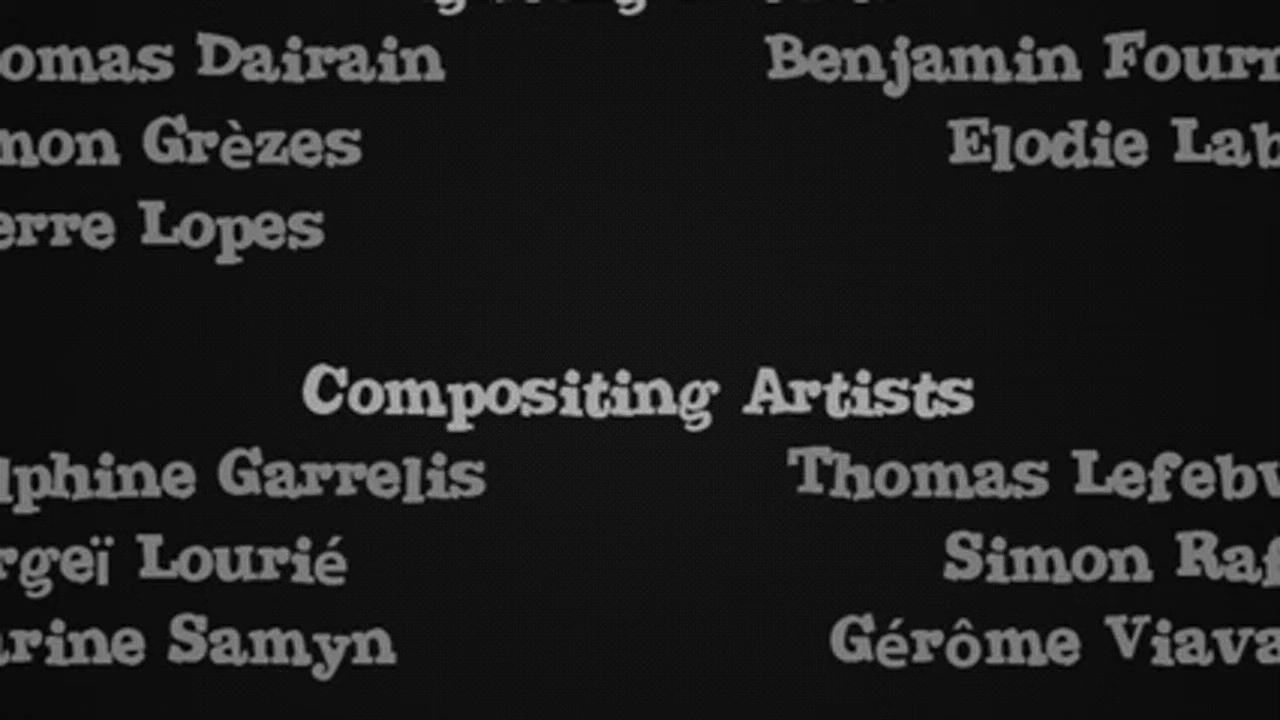 omas Dairain Benjamin Fourn
mon Grèzes Elodie Lab
erre Lopes
Compositing Artists
lphine Garrelis Thomas Lefebv
rgeï Lourié Simon Raf
arine Samyn Gérôme Viava